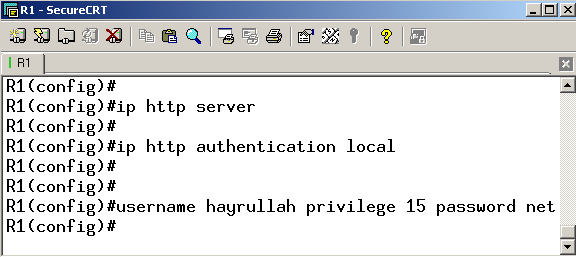 R1 - SecureCRT
R1
R1(config)#
R1(config)#ip http server
R1(config)#
R1(config)#ip http authentication local
R1(config)#
R1(config)#
R1(config)#username hayrullah privilege 15 password net
R1(config)#